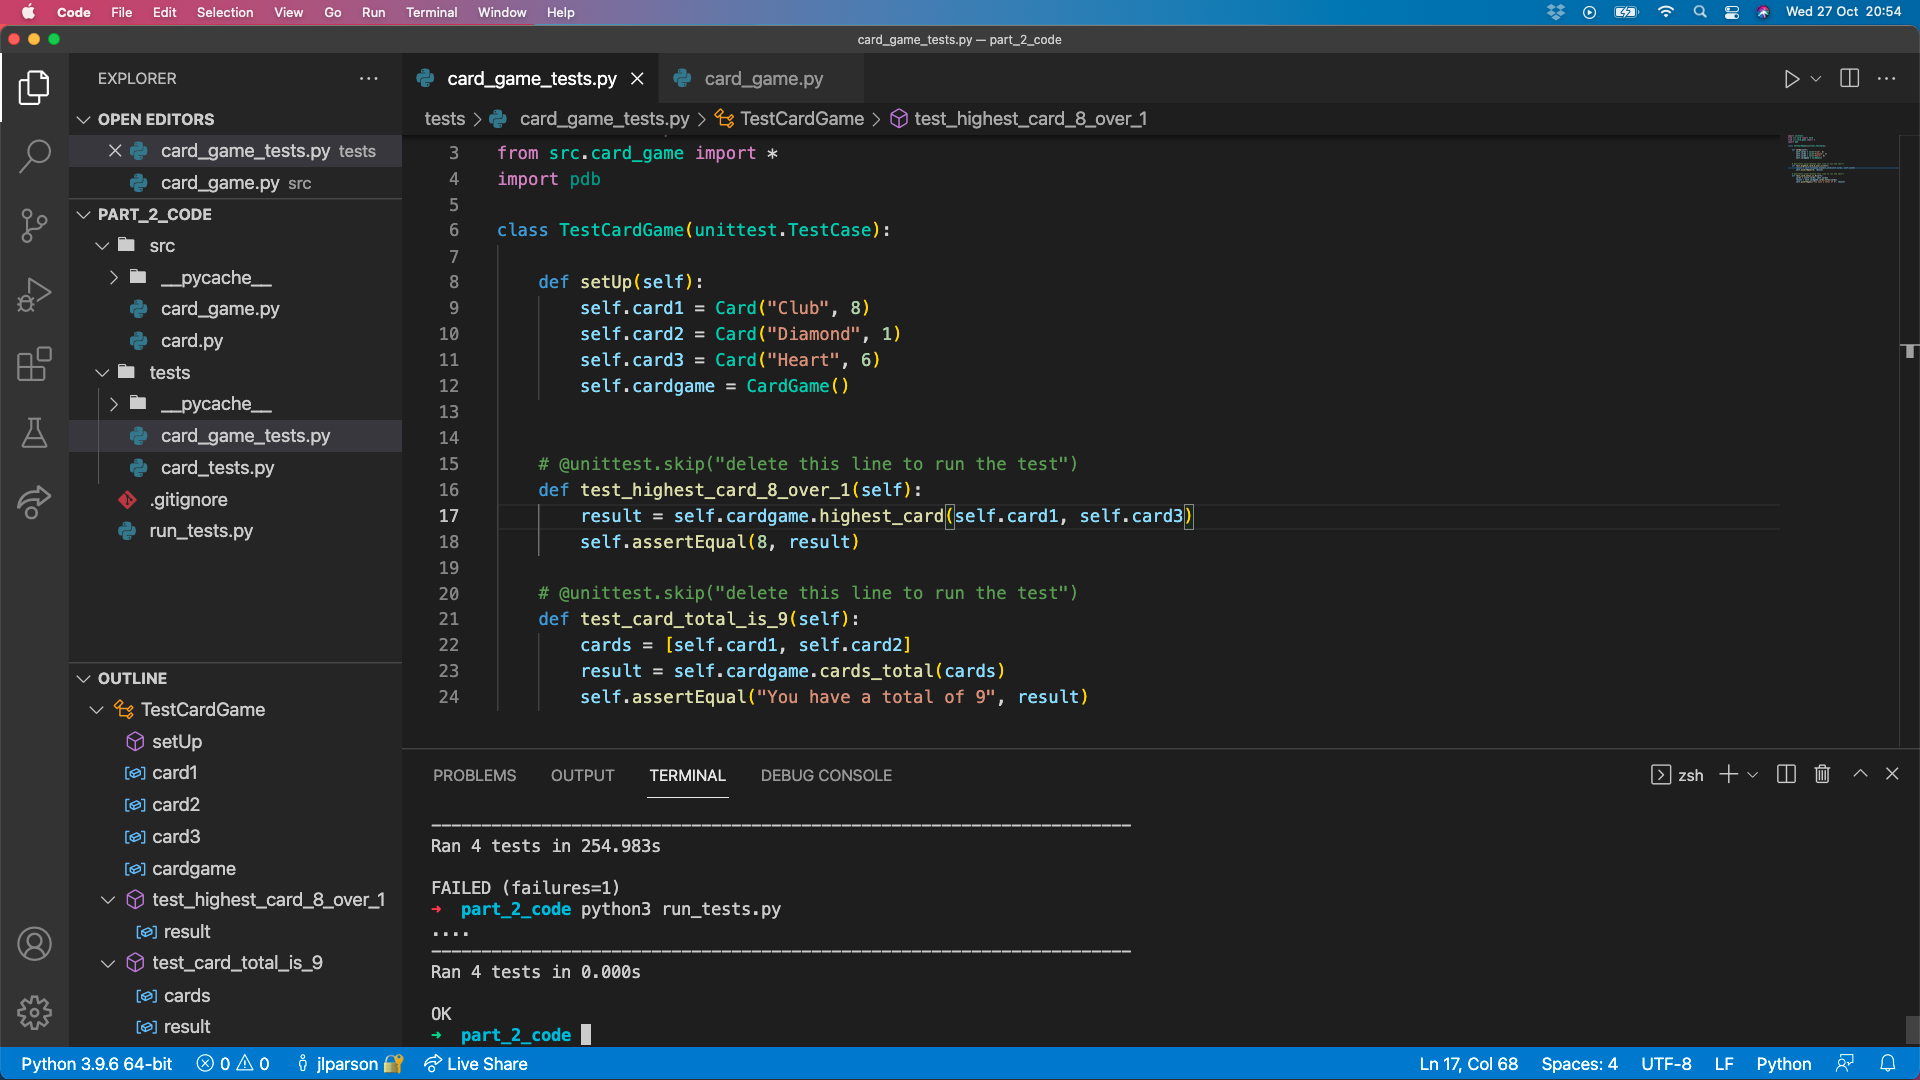 Code File Edit Selection View Go Run Terminal Window Help Wed 27 Oct 20:54
card_game_tests.py — part_2_code
EXPLORER
OPEN EDITORS
card_game_tests.py tests
card_game.py src
PART_2_CODE
src
__pycache__
card_game.py
card.py
tests
__pycache__
card_game_tests.py
card_tests.py
.gitignore
run_tests.py
OUTLINE
TestCardGame
setUp
card1
card2
card3
cardgame
test_highest_card_8_over_1
result
test_card_total_is_9
cards
result
card_game_tests.py card_game.py
tests > card_game_tests.py > TestCardGame > test_highest_card_8_over_1
3 from src.card_game import *
4 import pdb
5
6 class TestCardGame(unittest.TestCase):
7
8 def setUp(self):
9 self.card1 = Card("Club", 8)
10 self.card2 = Card("Diamond", 1)
11 self.card3 = Card("Heart", 6)
12 self.cardgame = CardGame()
13
14
15 # @unittest.skip("delete this line to run the test")
16 def test_highest_card_8_over_1(self):
17 result = self.cardgame.highest_card(self.card1, self.card3)
18 self.assertEqual(8, result)
19
20 # @unittest.skip("delete this line to run the test")
21 def test_card_total_is_9(self):
22 cards = [self.card1, self.card2]
23 result = self.cardgame.cards_total(cards)
24 self.assertEqual("You have a total of 9", result)
PROBLEMS OUTPUT TERMINAL DEBUG CONSOLE zsh
----------------------------------------------------------------------
Ran 4 tests in 254.983s
FAILED (failures=1)
➜ part_2_code python3 run_tests.py
....
----------------------------------------------------------------------
Ran 4 tests in 0.000s
OK
➜ part_2_code
Python 3.9.6 64-bit 0 0 jlparson Live Share Ln 17, Col 68 Spaces: 4 UTF-8 LF Python